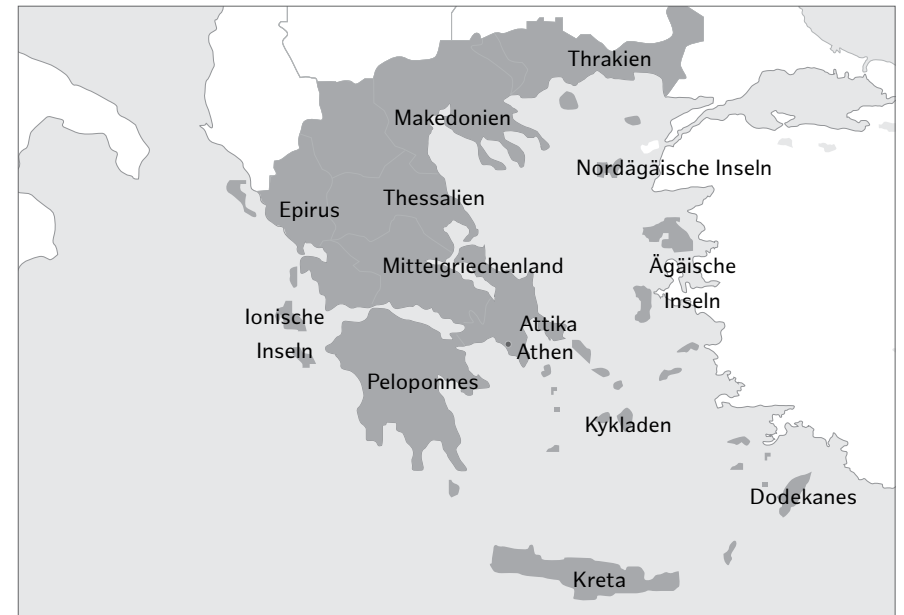 Thrakien
Makedonien
Nordägäische Inseln
Thessalien
Epirus
Mittelgriechenland
Ägäische
Inseln
Ionische
Inseln
Attika
Athen
Peloponnes
Kykladen
Dodekanes
Kreta